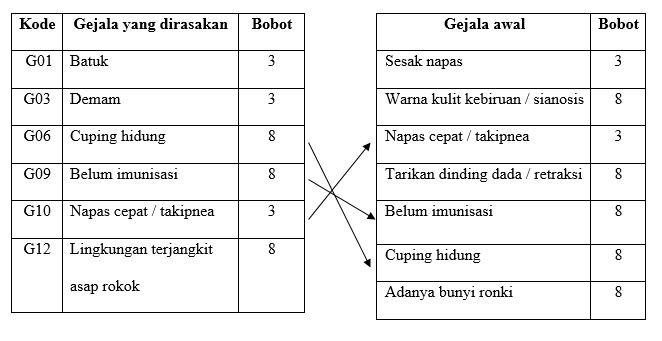 Kode Gejala yang dirasakan Bobot
G01 Batuk 3
G03 Demam 3
G06 Cuping hidung 8
G09 Belum imunisasi 8
G10 Napas cepat / takipnea 3
G12 Lingkungan terjangkit 8
asap rokok
Gejala awal Bobot
Sesak napas 3
Warna kulit kebiruan / sianosis 8
Napas cepat / takipnea 3
Tarikan dinding dada / retraksi 8
Belum imunisasi 8
Cuping hidung 8
Adanya bunyi ronki 8